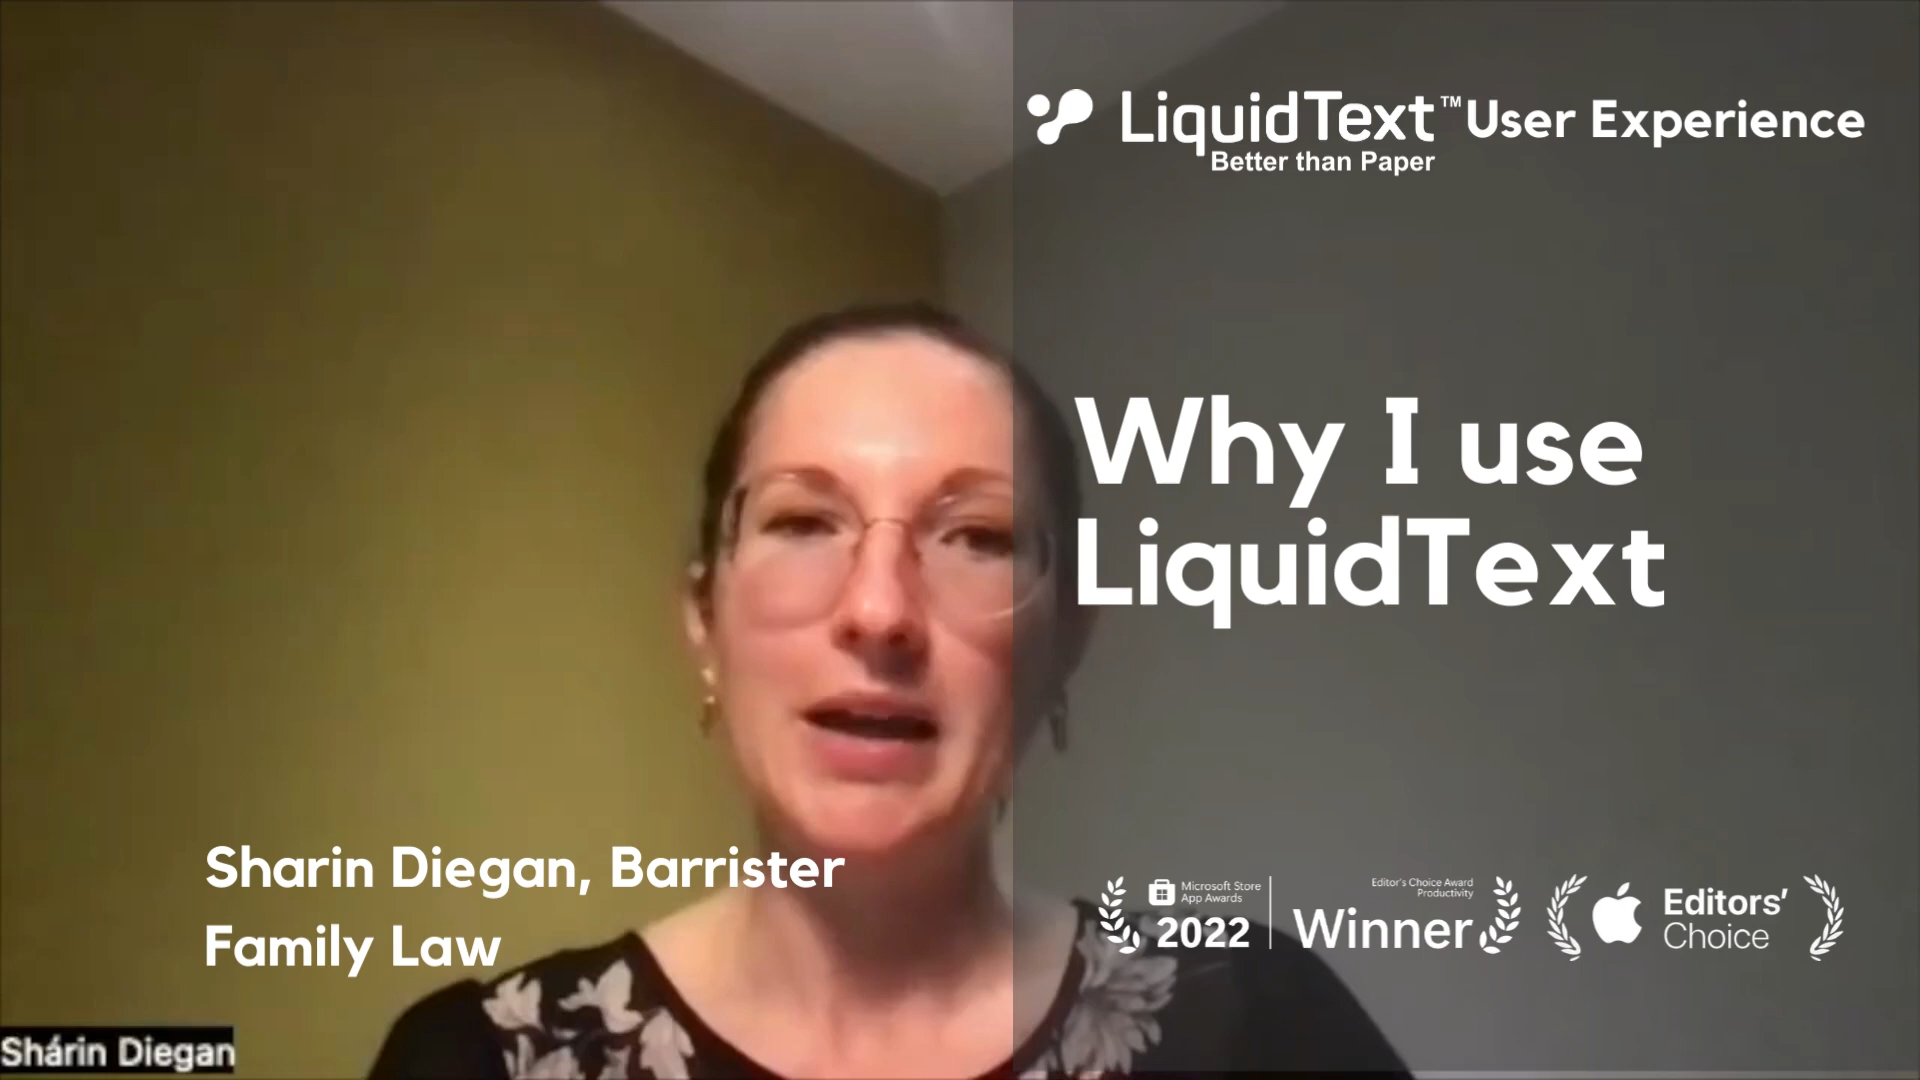 LiquidText™ User Experience
Better than Paper
Why I use
LiquidText
Sharin Diegan, Barrister
Family Law
Microsoft Store
App Awards
2022
Editor's Choice Award
Productivity
Winner
Editors'
Choice
Shárin Diegan